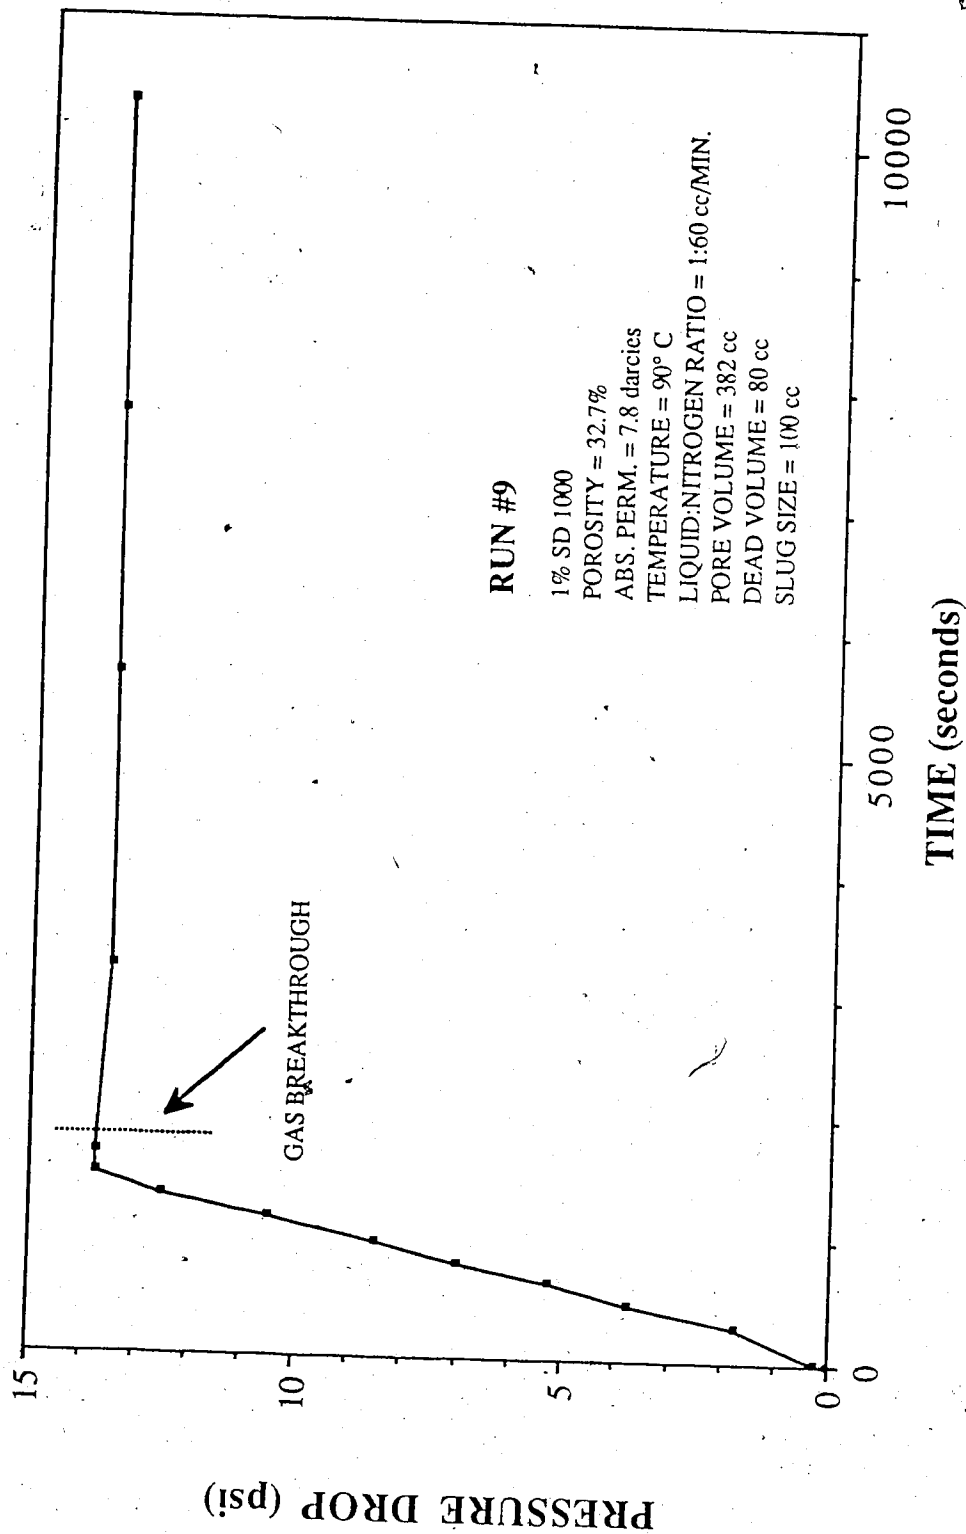 PRESSURE DROP (psi)
15
10
5
0
GAS BREAKTHROUGH
RUN #9
1% SD 1000
POROSITY = 32.7%
ABS. PERM. = 7.8 darcies
TEMPERATURE = 90° C
LIQUID:NITROGEN RATIO = 1:60 cc/MIN.
PORE VOLUME = 382 cc
DEAD VOLUME = 80 cc
SLUG SIZE = 100 cc
0
5000
10000
TIME (seconds)